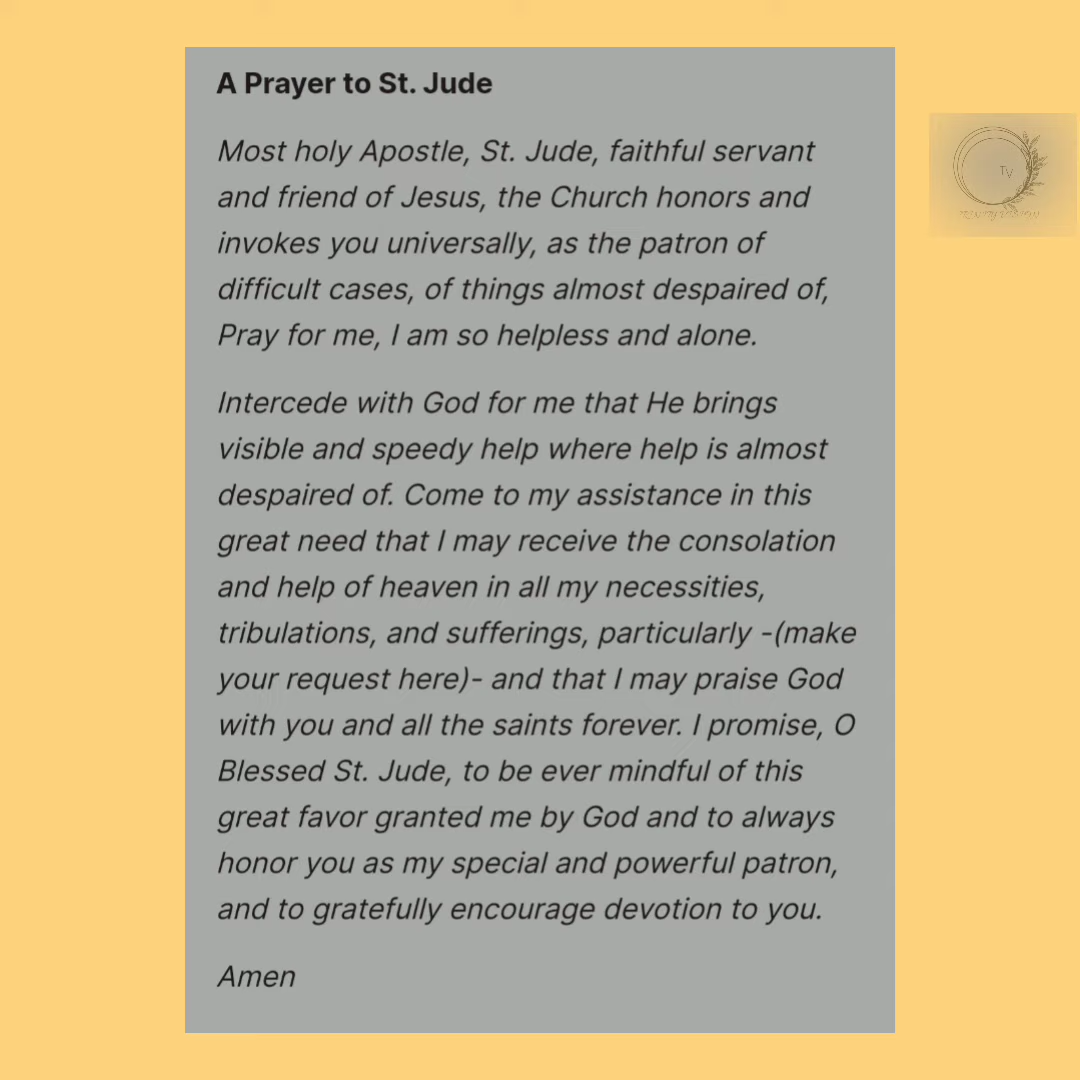 A Prayer to St. Jude
Most holy Apostle, St. Jude, faithful servant
and friend of Jesus, the Church honors and
invokes you universally, as the patron of
difficult cases, of things almost despaired of,
Pray for me, I am so helpless and alone.
Intercede with God for me that He brings
visible and speedy help where help is almost
despaired of. Come to my assistance in this
great need that I may receive the consolation
and help of heaven in all my necessities,
tribulations, and sufferings, particularly -(make
your request here)- and that I may praise God
with you and all the saints forever. I promise, O
Blessed St. Jude, to be ever mindful of this
great favor granted me by God and to always
honor you as my special and powerful patron,
and to gratefully encourage devotion to you.
Amen
TV